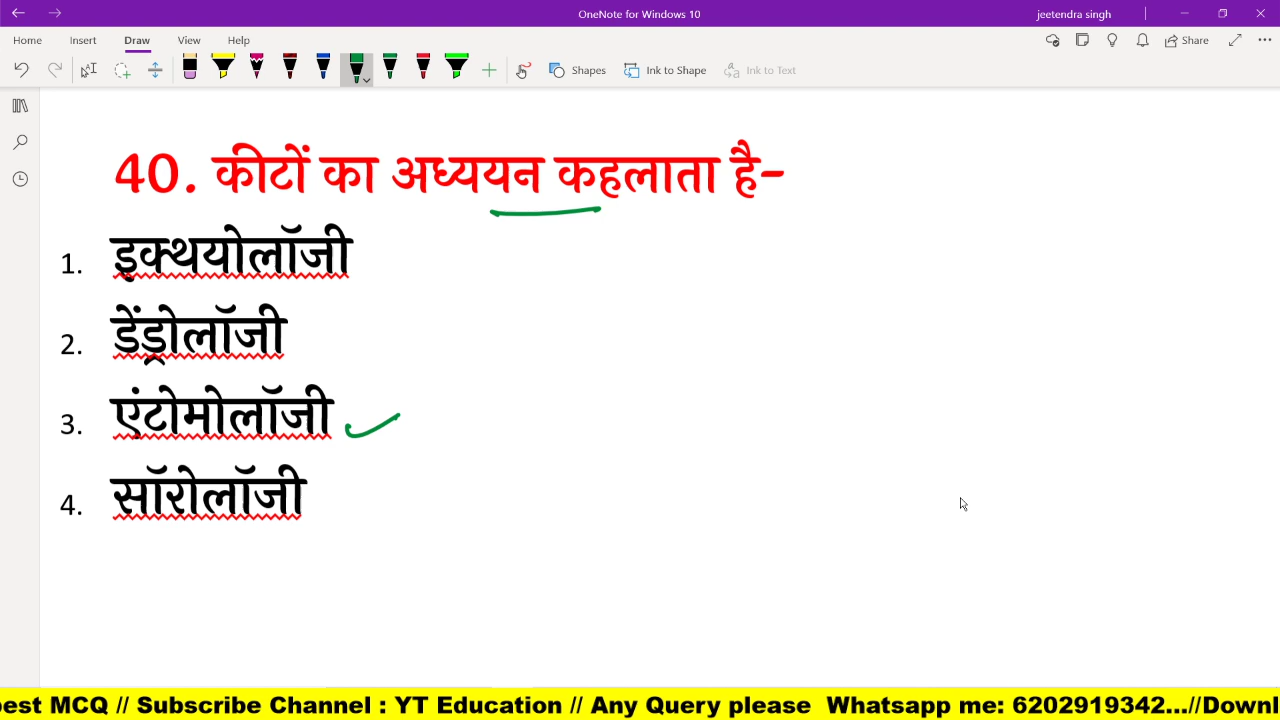 OneNote for Windows 10
jeetendra singh
Home Insert Draw View Help
Share
Shapes Ink to Shape Ink to Text
40. कीटों का अध्ययन कहलाता है-
1. इक्थयोलॉजी
2. डेंड्रोलॉजी
3. एंटोमोलॉजी
4. सॉरोलॉजी
est MCQ // Subscribe Channel : YT Education // Any Query please Whatsapp me: 6202919342...//Downl